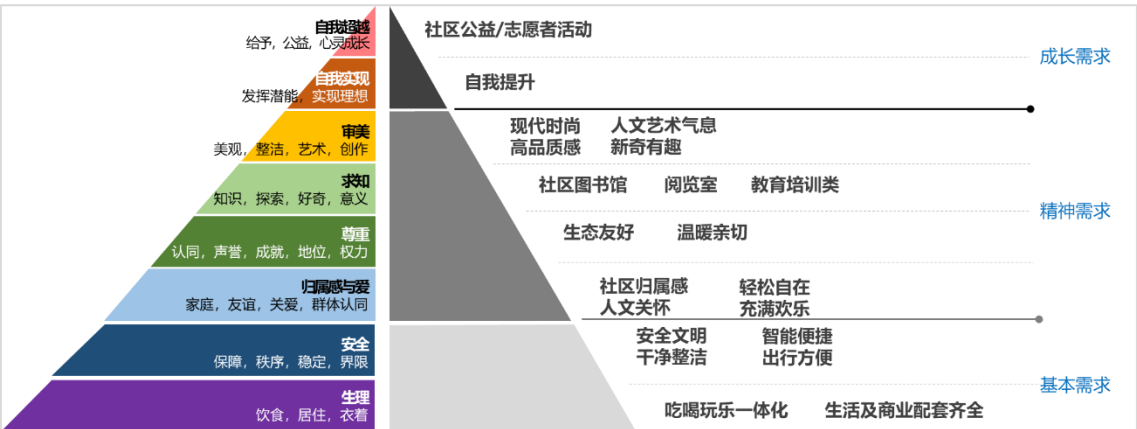 自我超越
给予，公益，心灵成长
社区公益/志愿者活动
成长需求
自我实现
发挥潜能，实现理想
自我提升
审美
美观，整洁，艺术，创作
现代时尚 人文艺术气息
高品质感 新奇有趣
求知
知识，探索，好奇，意义
社区图书馆 阅览室 教育培训类
精神需求
尊重
认同，声誉，成就，地位，权力
生态友好 温暖亲切
归属感与爱
家庭，友谊，关爱，群体认同
社区归属感 轻松自在
人文关怀 充满欢乐
安全
保障，秩序，稳定，界限
安全文明 智能便捷
干净整洁 出行方便
基本需求
生理
饮食，居住，衣着
吃喝玩乐一体化 生活及商业配套齐全